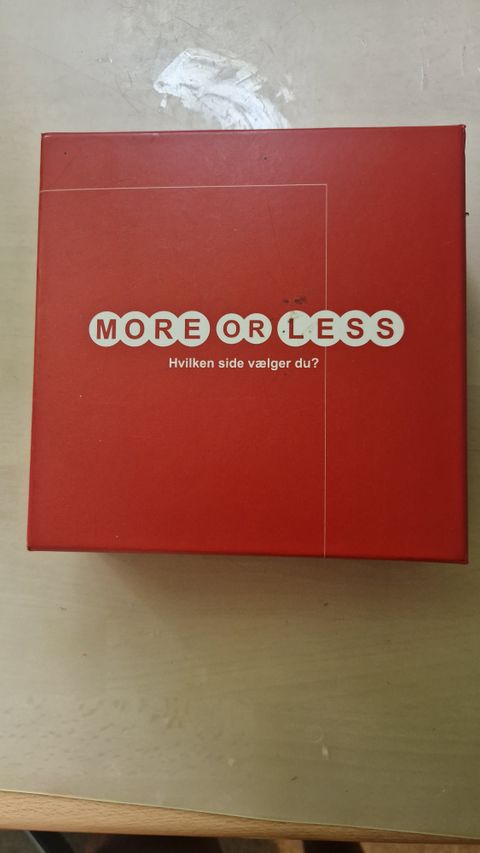 MORE OR LESS
Hvilken side vælger du?